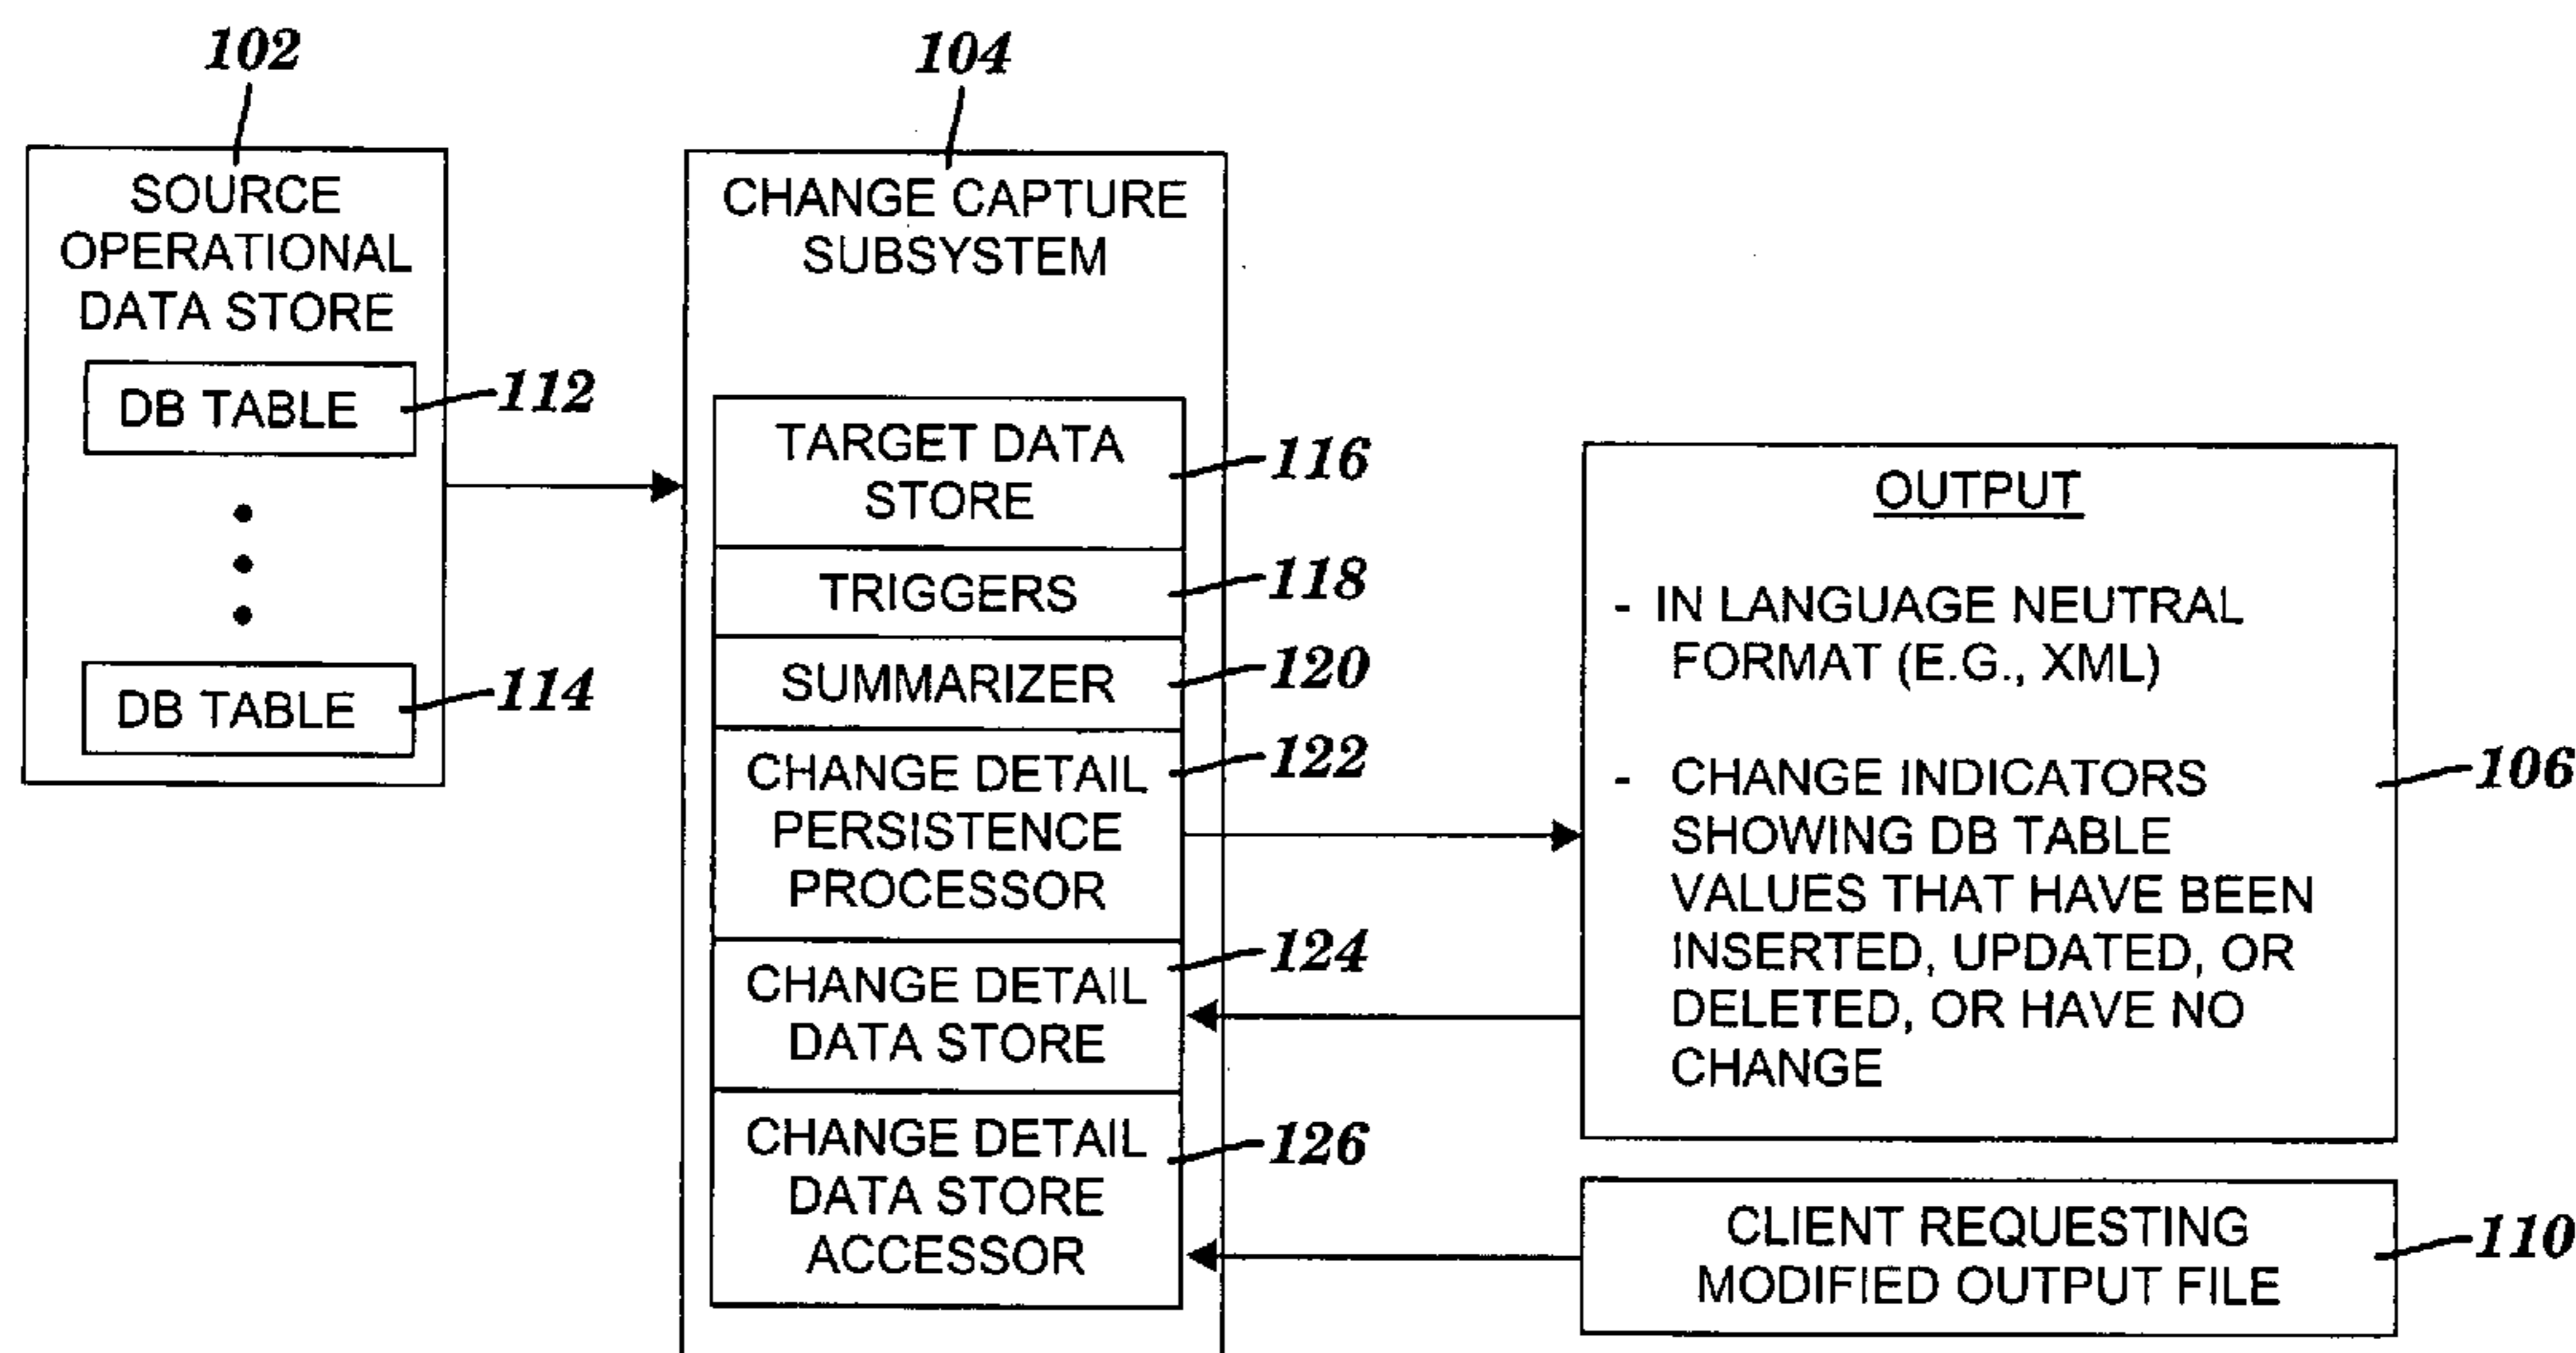 102
SOURCE
OPERATIONAL
DATA STORE
DB TABLE
112
DB TABLE
114
104
CHANGE CAPTURE
SUBSYSTEM
TARGET DATA
STORE
116
TRIGGERS
118
SUMMARIZER
120
CHANGE DETAIL
PERSISTENCE
PROCESSOR
122
CHANGE DETAIL
DATA STORE
124
CHANGE DETAIL
DATA STORE
ACCESSOR
126
OUTPUT
- IN LANGUAGE NEUTRAL
FORMAT (E.G., XML)
- CHANGE INDICATORS
SHOWING DB TABLE
VALUES THAT HAVE BEEN
INSERTED, UPDATED, OR
DELETED, OR HAVE NO
CHANGE
106
CLIENT REQUESTING
MODIFIED OUTPUT FILE
110